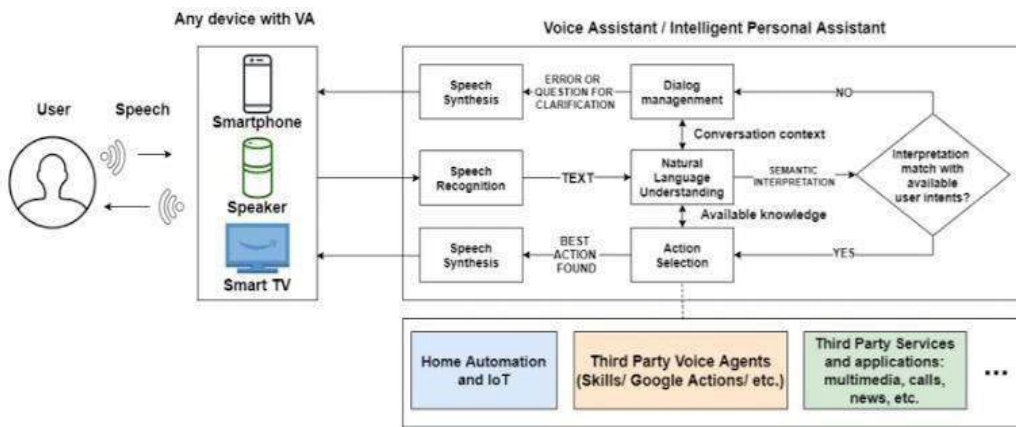 Any device with VA
Voice Assistant / Intelligent Personal Assistant
User
Speech
Smartphone
Speaker
Smart TV
Speech
Synthesis
ERROR OR
QUESTION FOR
CLARIFICATION
Dialog
managenment
NO
Conversation context
Speech
Recognition
TEXT
Natural
Language
Understanding
SEMANTIC
INTERPRETATION
Interpretation
match with
available
user intents?
Available knowledge
Speech
Synthesis
BEST
ACTION
FOUND
Action
Selection
YES
Home Automation
and IoT
Third Party Voice Agents
(Skills/ Google Actions/ etc.)
Third Party Services
and applications:
multimedia, calls,
news, etc.
...